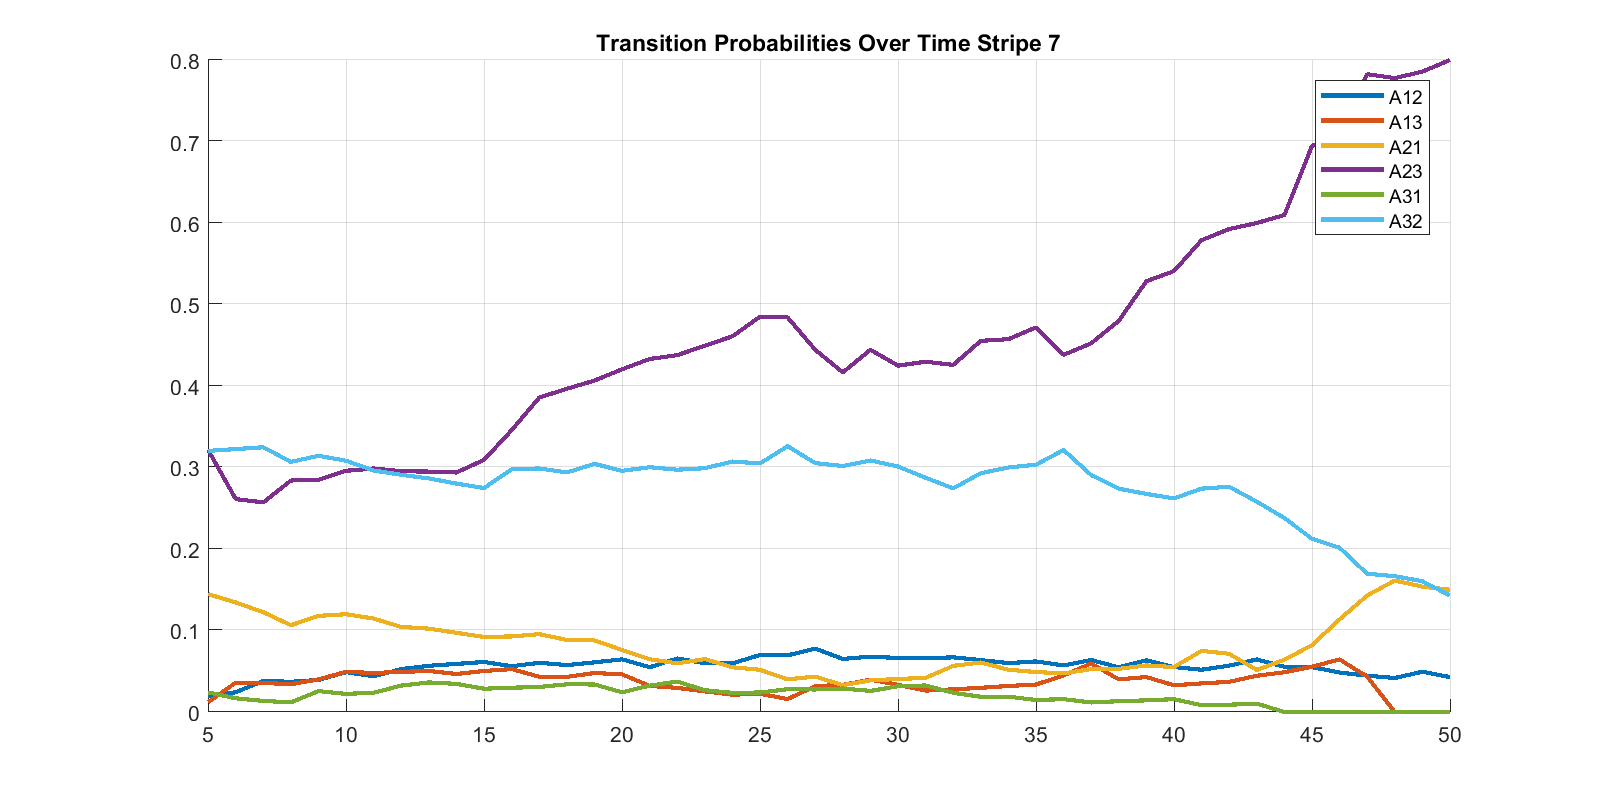 Transition Probabilities Over Time Stripe 7
0.8
0.7
0.6
0.5
0.4
0.3
0.2
0.1
0
5 10 15 20 25 30 35 40 45 50
A12
A13
A21
A23
A31
A32